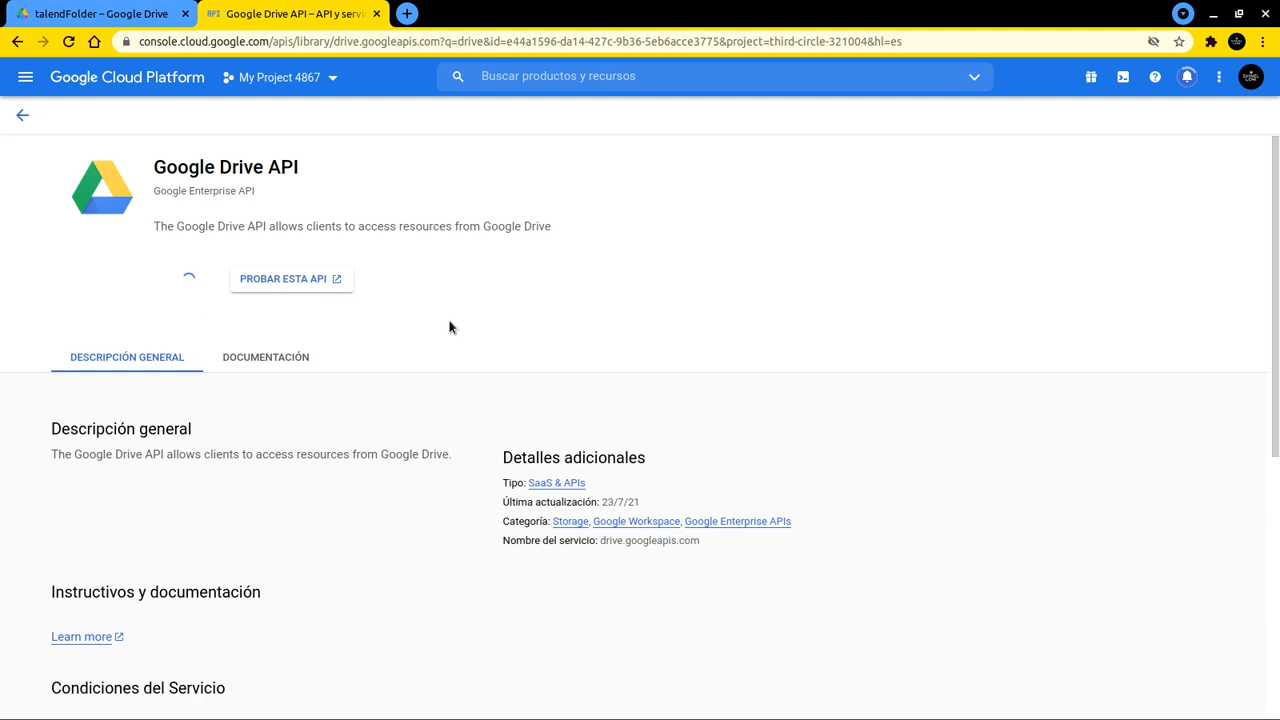 talendFolder – Google Drive
API Google Drive API – API y servi
console.cloud.google.com/apis/library/drive.googleapis.com?q=drive&id=e44a1596-da14-427c-9b36-5eb6acce3775&project=third-circle-321004&hl=es
Google Cloud Platform
My Project 4867
Buscar productos y recursos
Google Drive API
Google Enterprise API
The Google Drive API allows clients to access resources from Google Drive
PROBAR ESTA API
DESCRIPCIÓN GENERAL
DOCUMENTACIÓN
Descripción general
The Google Drive API allows clients to access resources from Google Drive.
Detalles adicionales
Tipo: SaaS & APIs
Última actualización: 23/7/21
Categoría: Storage, Google Workspace, Google Enterprise APIs
Nombre del servicio: drive.googleapis.com
Instructivos y documentación
Learn more
Condiciones del Servicio